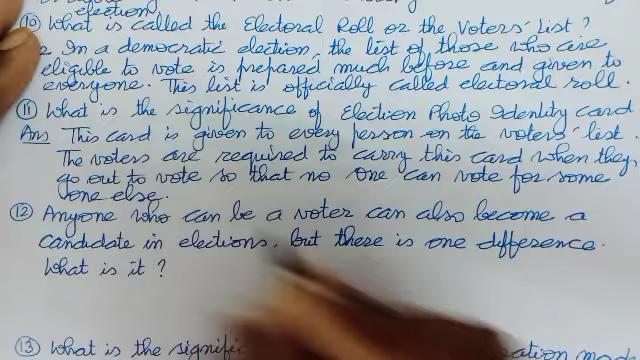 election
⑩ What is called the Electoral Roll or the Voters' List?
In a democratic election, the list of those who are
eligible to vote is prepared much before and given to
everyone. This list is officially called electoral roll.
⑪ What is the significance of Election Photo Identity card
Ans This card is given to every person on the voters' list.
The voters are required to carry this card when they
go out to vote so that no one can vote for some
one else.
⑫ Anyone who can be a voter can also become a
candidate in elections, but there is one difference.
What is it?
⑬ What is the